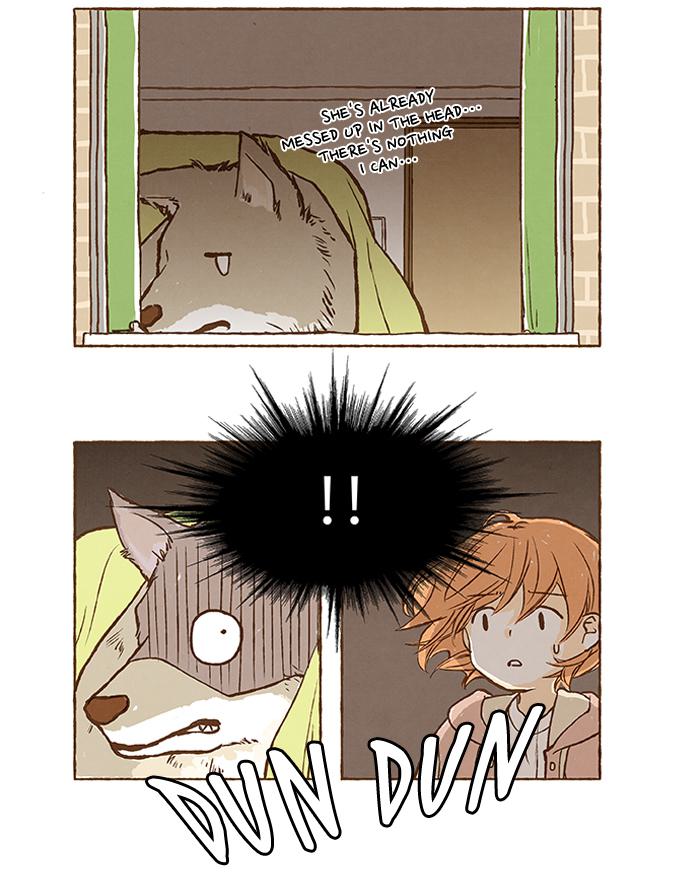 SHE'S ALREADY
MESSED UP IN THE HEAD...
THERE'S NOTHING
I CAN...
!!
DUN DUN